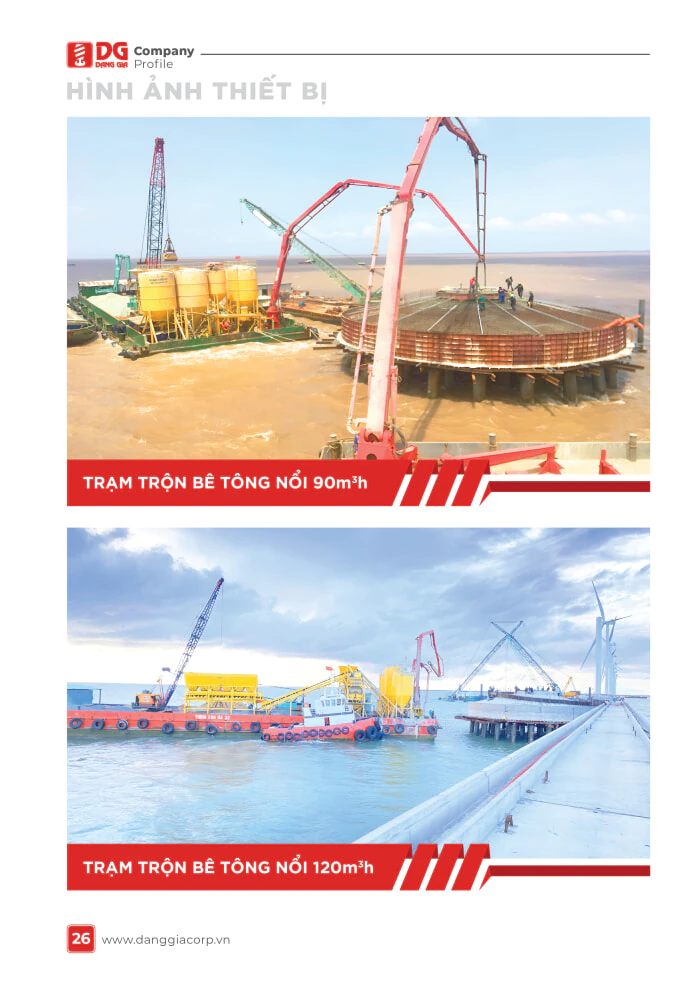 DG
DANG GIA
Company
Profile
HÌNH ẢNH THIẾT BỊ
TRẠM TRỘN BÊ TÔNG NỔI 90m³h
TRẠM TRỘN BÊ TÔNG NỔI 120m³h
26
www.danggiacorp.vn